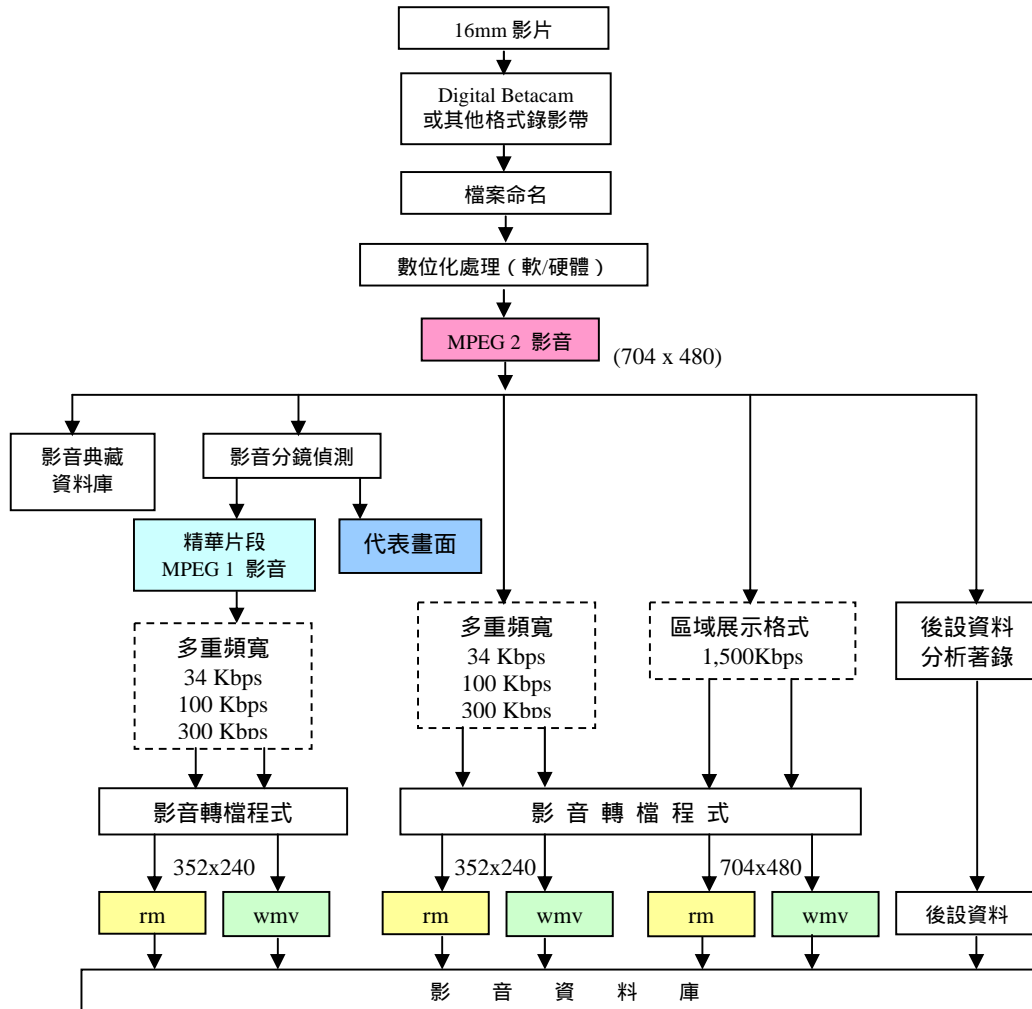 16mm 影片
Digital Betacam
或其他格式錄影帶
檔案命名
數位化處理（軟/硬體）
MPEG 2 影音
(704 x 480)
影音典藏
資料庫
影音分鏡偵測
精華片段
MPEG 1 影音
代表畫面
多重頻寬
34 Kbps
100 Kbps
300 Kbps
多重頻寬
34 Kbps
100 Kbps
300 Kbps
區域展示格式
1,500Kbps
後設資料
分析著錄
影音轉檔程式
影 音 轉 檔 程 式
352x240
352x240
704x480
rm
wmv
rm
wmv
rm
wmv
後設資料
影 音 資 料 庫